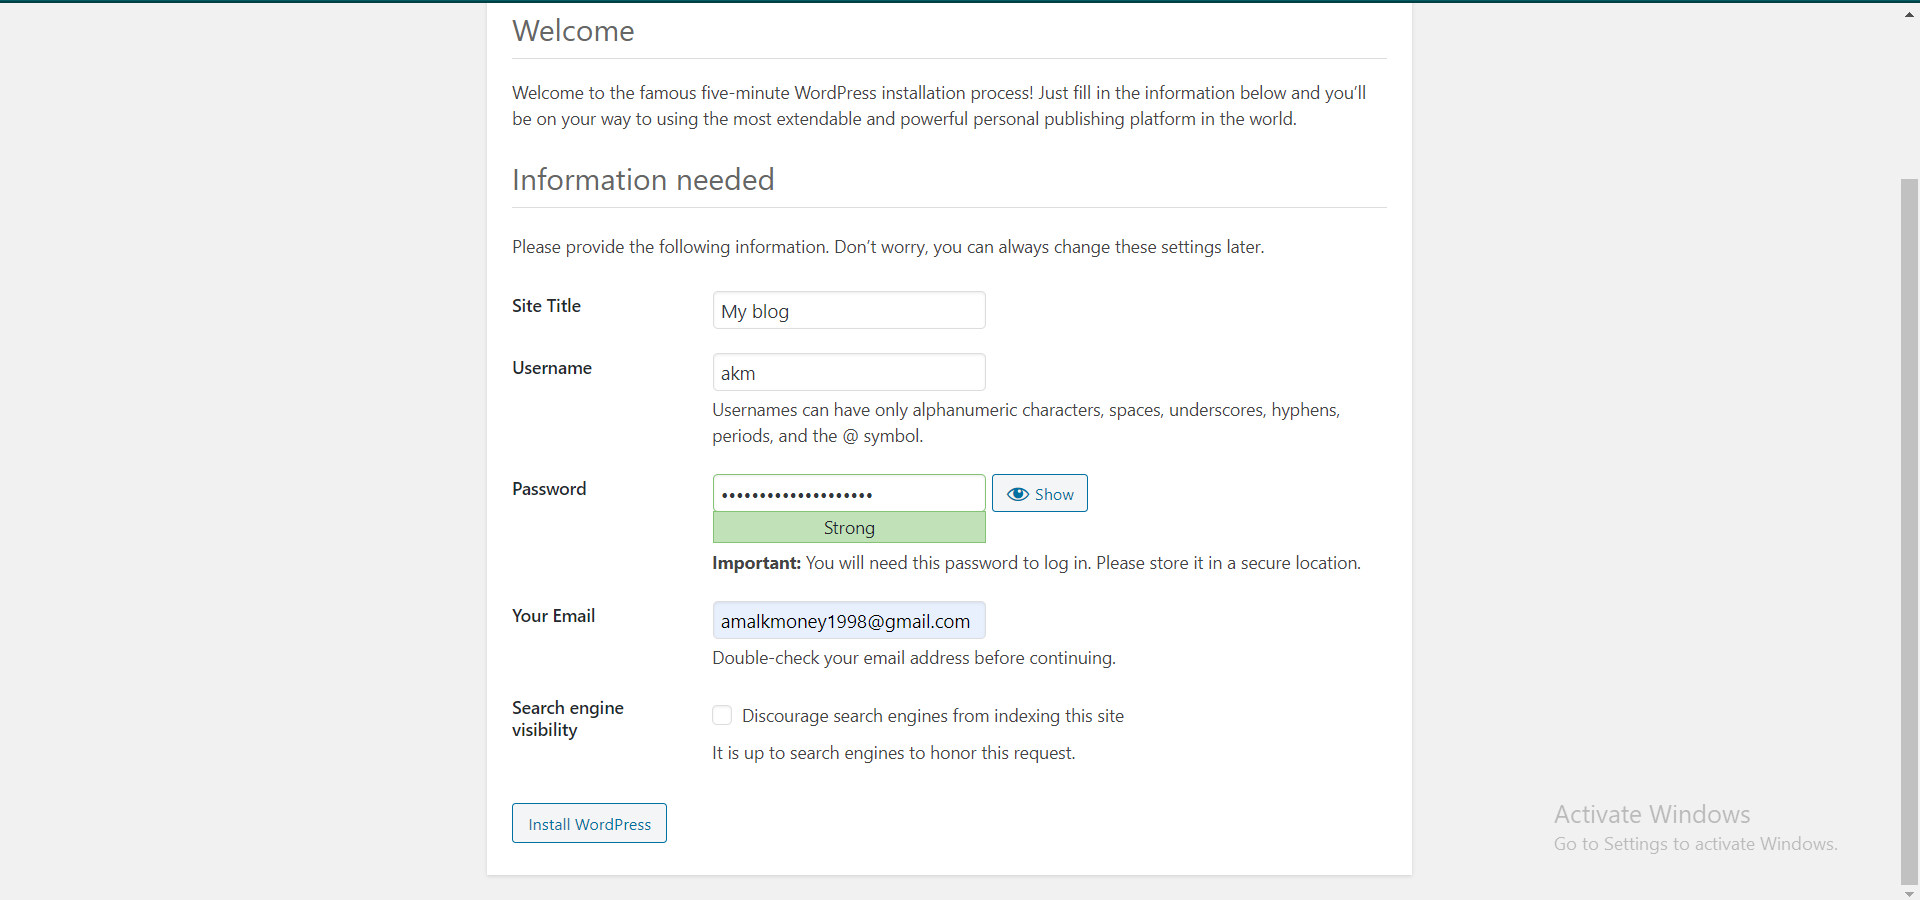 Welcome
Welcome to the famous five-minute WordPress installation process! Just fill in the information below and you’ll
be on your way to using the most extendable and powerful personal publishing platform in the world.
Information needed
Please provide the following information. Don’t worry, you can always change these settings later.
Site Title
My blog
Username
akm
Usernames can have only alphanumeric characters, spaces, underscores, hyphens,
periods, and the @ symbol.
Password
••••••••••••••••••••
Show
Strong
Important: You will need this password to log in. Please store it in a secure location.
Your Email
amalkmoney1998@gmail.com
Double-check your email address before continuing.
Search engine
visibility
Discourage search engines from indexing this site
It is up to search engines to honor this request.
Install WordPress
Activate Windows
Go to Settings to activate Windows.